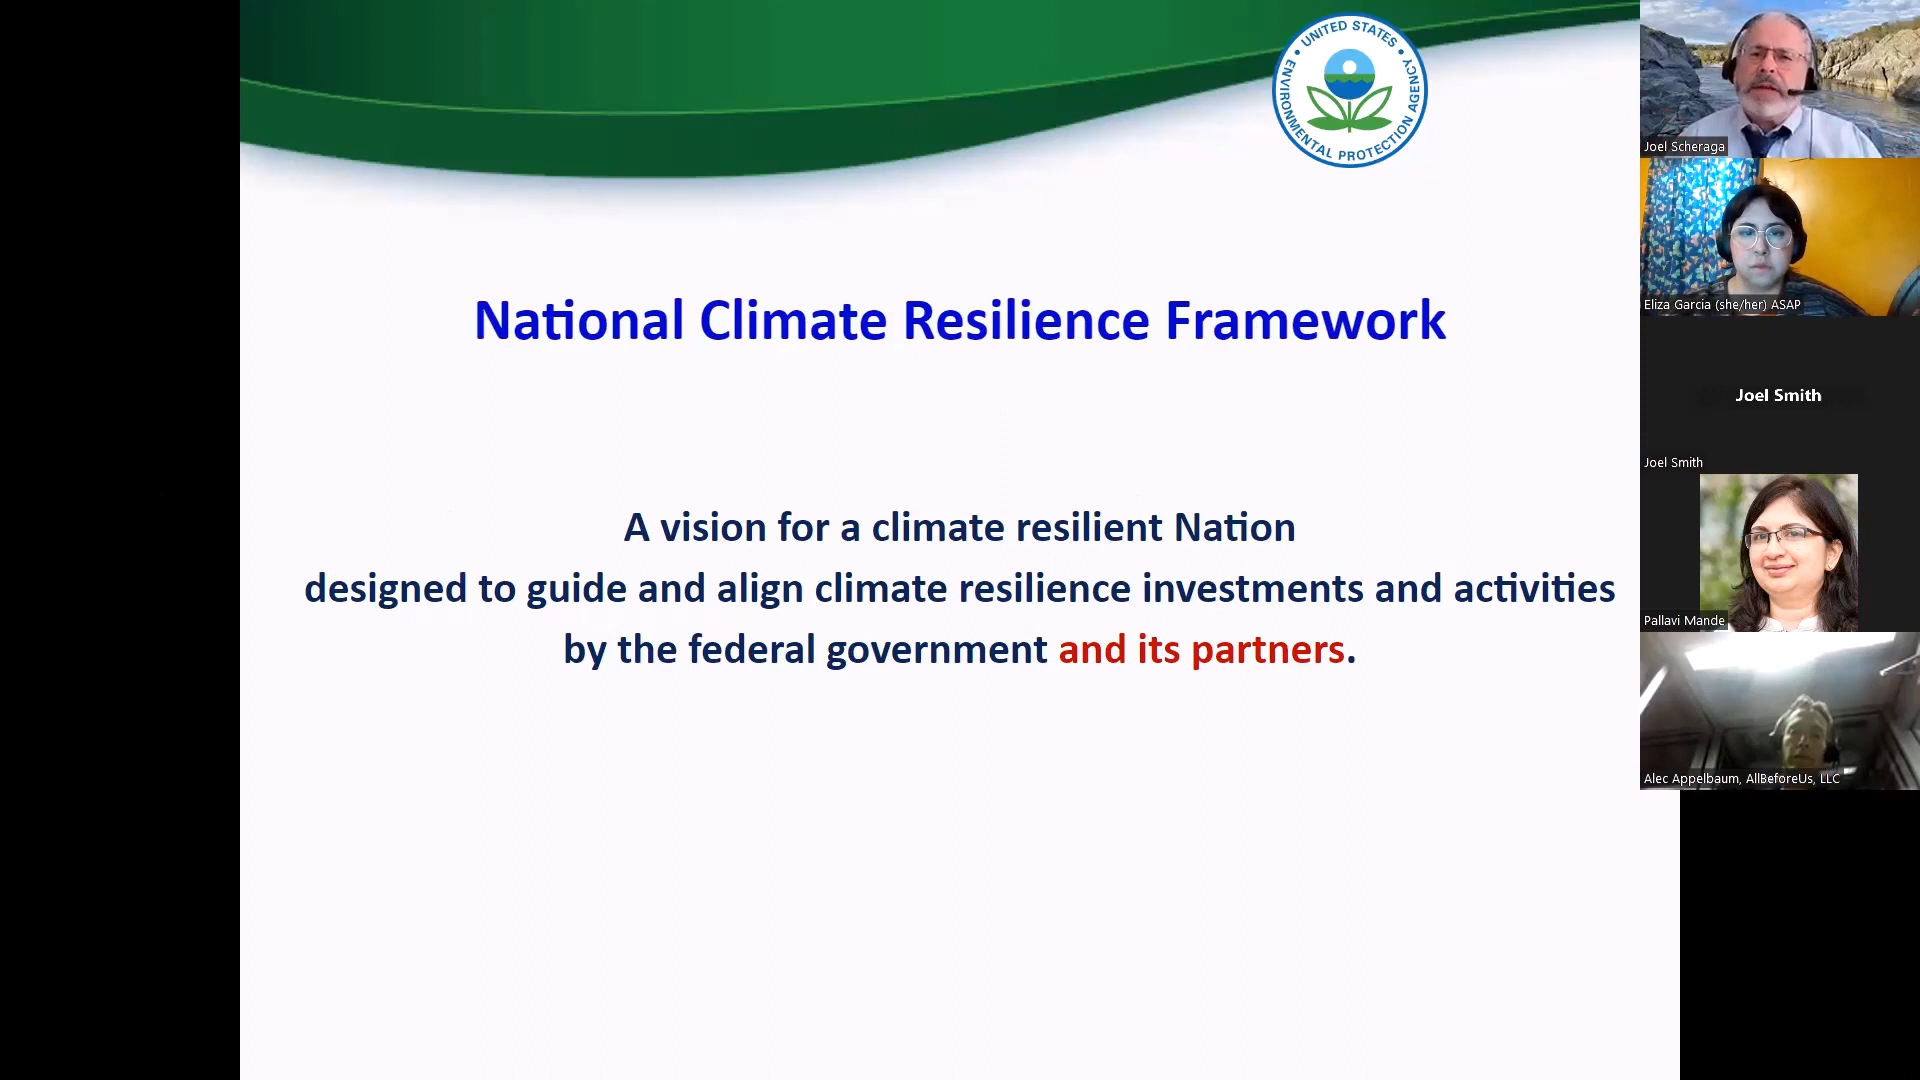 UNITED STATES
ENVIRONMENTAL PROTECTION AGENCY
National Climate Resilience Framework
A vision for a climate resilient Nation
designed to guide and align climate resilience investments and activities
by the federal government and its partners.
Joel Scheraga
Eliza Garcia (she/her) ASAP
Joel Smith
Joel Smith
Pallavi Mande
Alec Appelbaum, AllBeforeUs, LLC